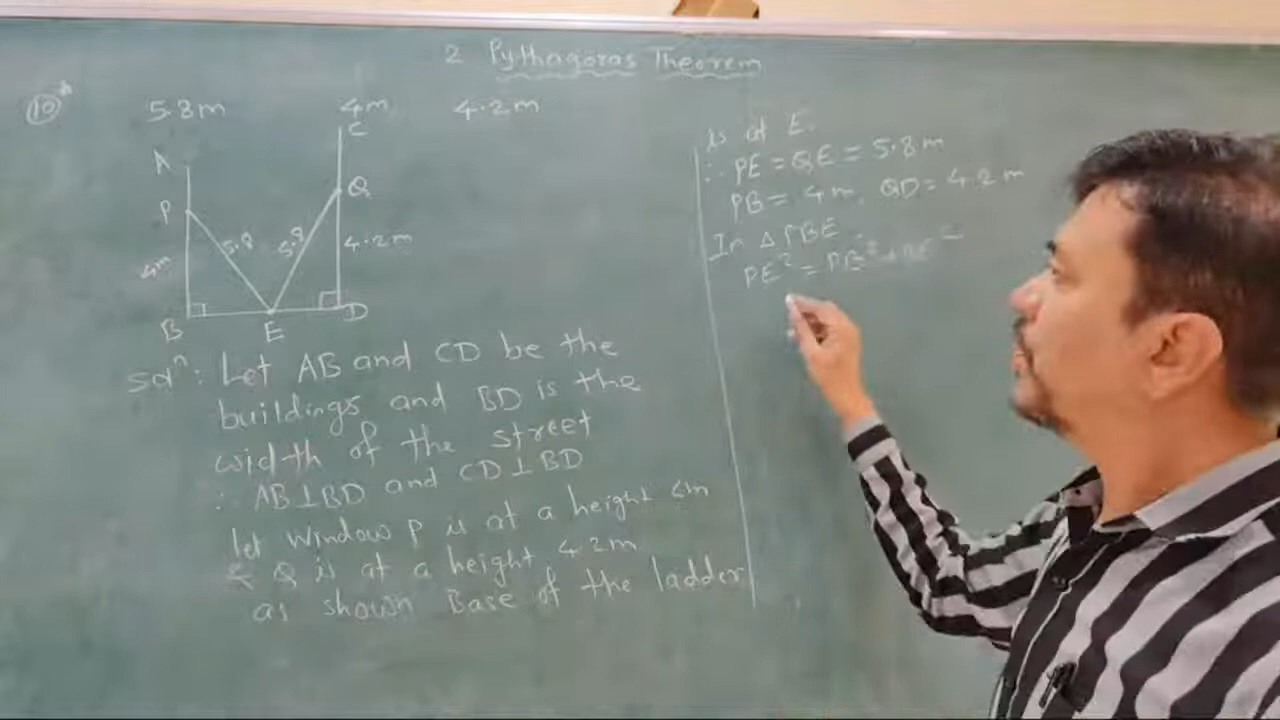 2 Pythagoras Theorem
10*
5.8m 4m 4.2m
A
C
P
Q
5.8
5.8
4m
4.2m
B
E
D
Solⁿ: Let AB and CD be the
buildings and BD is the
width of the street
∴ AB⊥BD and CD⊥BD
let window P is at a height 4m
& Q is at a height 4.2m
as shown Base of the ladder
is at E.
∴ PE = QE = 5.8 m
PB = 4 m, QD = 4.2 m
In △PBE
PE² = PB² + BE²